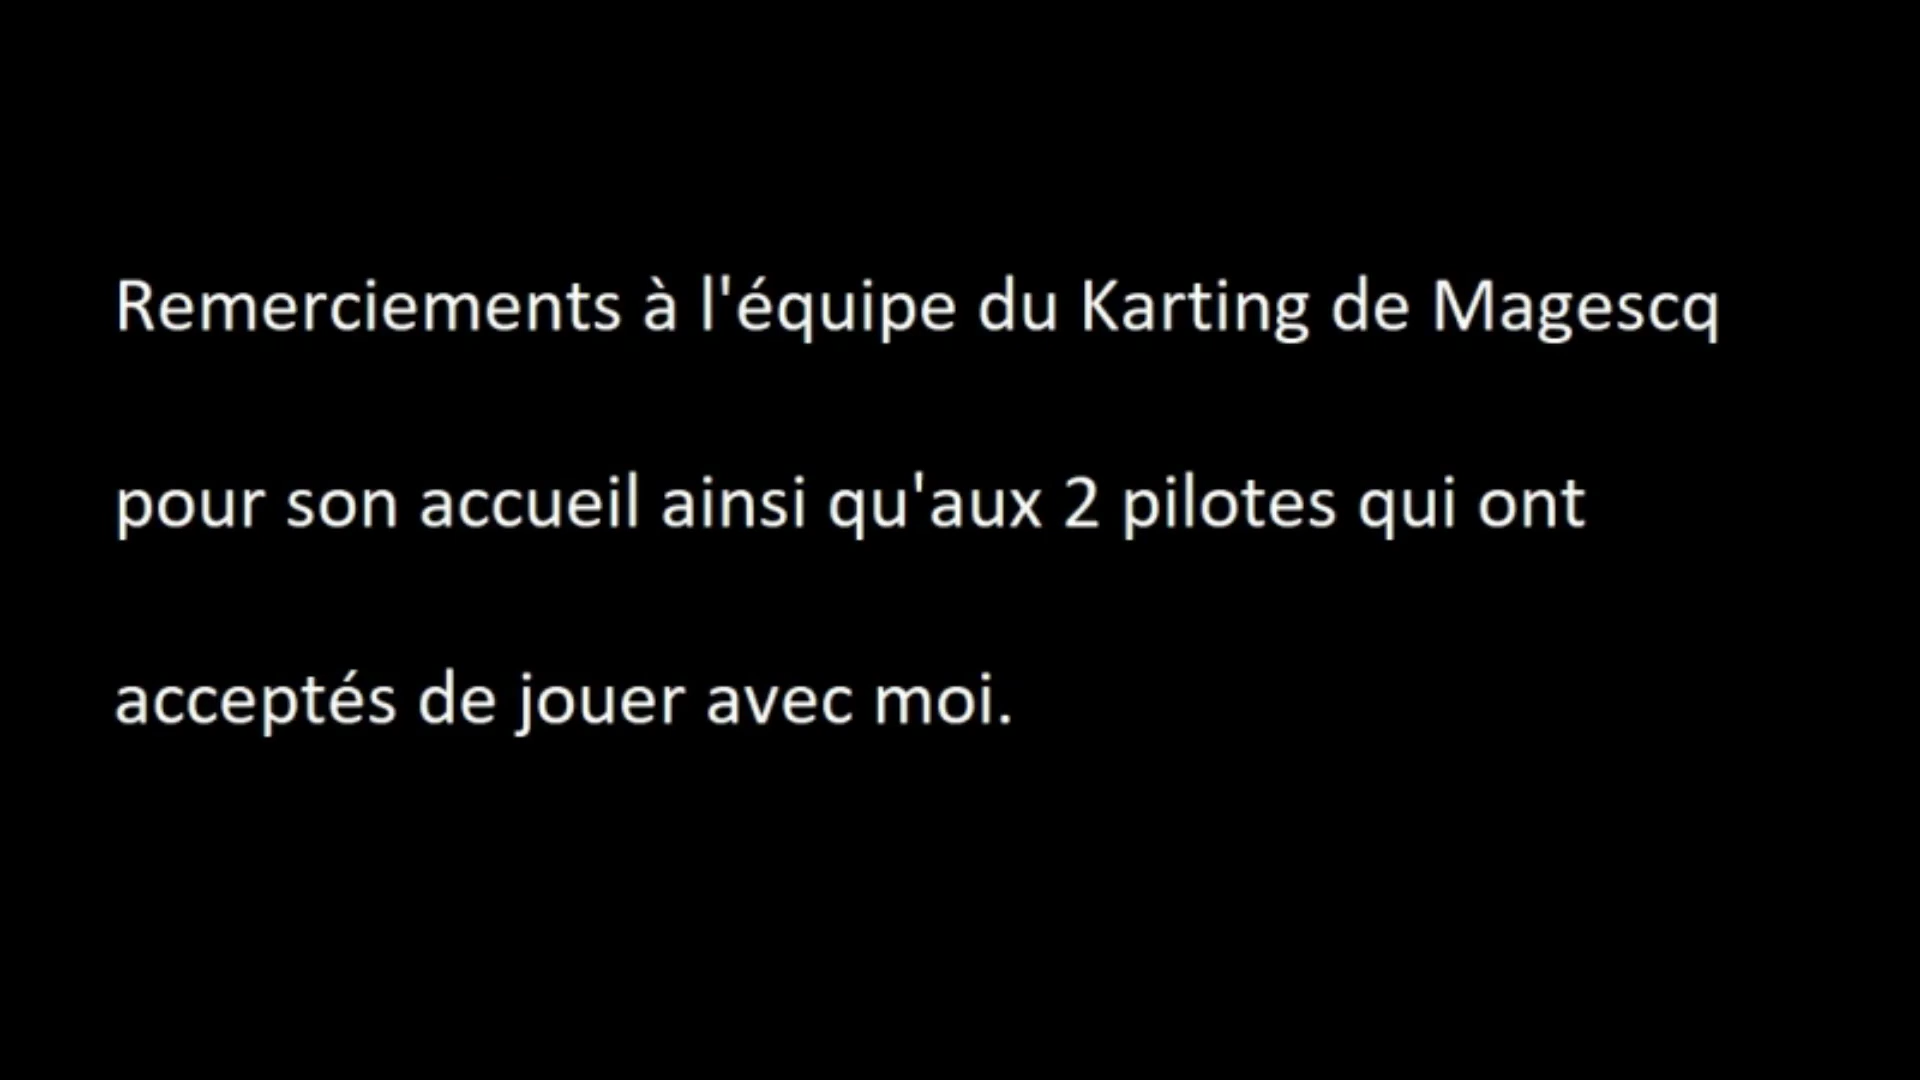 Remerciements à l'équipe du Karting de Magescq
pour son accueil ainsi qu'aux 2 pilotes qui ont
acceptés de jouer avec moi.